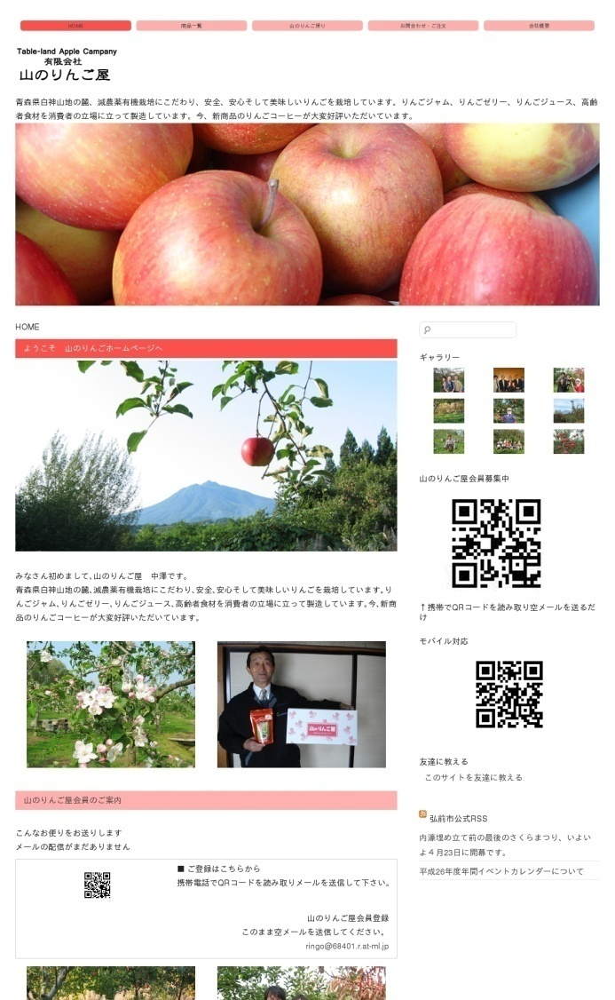 HOME
商品一覧
山のりんご便り
お問合わせ・ご注文
会社概要
Table-land Apple Campany
有限会社
山のりんご屋
青森県白神山地の麓、減農薬有機栽培にこだわり、安全、安心そして美味しいりんごを栽培しています。りんごジャム、りんごゼリー、りんごジュース、高齢
者食材を消費者の立場に立って製造しています。今、新商品のりんごコーヒーが大変好評いただいています。
HOME
ようこそ　山のりんごホームページへ
みなさん初めまして、山のりんご屋　中澤です。
青森県白神山地の麓、減農薬有機栽培にこだわり、安全、安心そして美味しいりんごを栽培しています。り
んごジャム、りんごゼリー、りんごジュース、高齢者食材を消費者の立場に立って製造しています。今、新商
品のりんごコーヒーが大変好評いただいています。
山のりんご屋
山のりんご屋会員のご案内
こんなお便りをお送りします
メールの配信がまだありません
■ ご登録はこちらから
携帯電話でQRコードを読み取りメールを送信して下さい。
山のりんご屋会員登録
このまま空メールを送信してください。
ringo@68401.r.at-ml.jp
ギャラリー
山のりんご屋会員募集中
↑携帯でQRコードを読み取り空メールを送るだ
け
モバイル対応
友達に教える
このサイトを友達に教える
弘前市公式RSS
内濠埋め立て前の最後のさくらまつり、いよい
よ４月23日に開幕です。
平成26年度年間イベントカレンダーについて